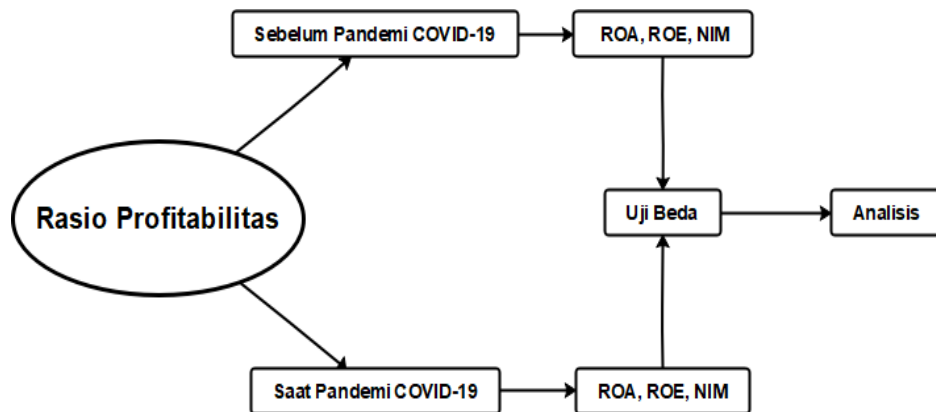 Sebelum Pandemi COVID-19
ROA, ROE, NIM
Rasio Profitabilitas
Uji Beda
Analisis
Saat Pandemi COVID-19
ROA, ROE, NIM